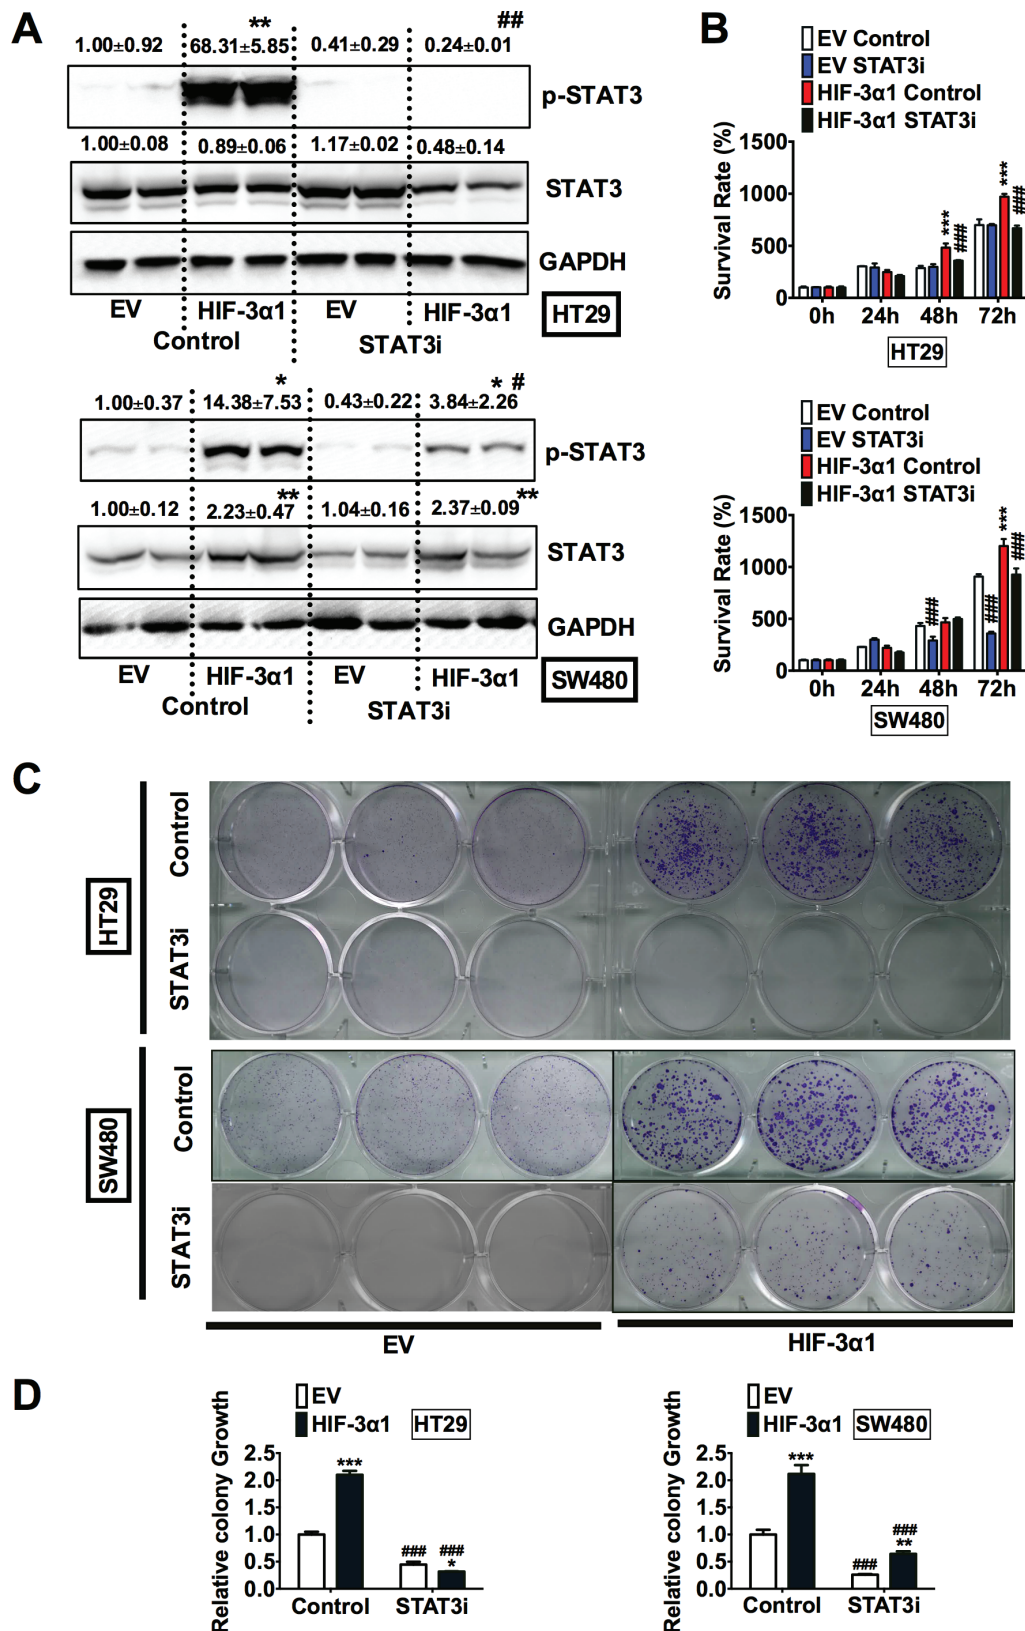 A
**
##
1.00±0.92 68.31±5.85 0.41±0.29 0.24±0.01
p-STAT3
1.00±0.08 0.89±0.06 1.17±0.02 0.48±0.14
STAT3
GAPDH
EV HIF-3α1 EV HIF-3α1
HT29
Control STAT3i
* * #
1.00±0.37 14.38±7.53 0.43±0.22 3.84±2.26
p-STAT3
** **
1.00±0.12 2.23±0.47 1.04±0.16 2.37±0.09
STAT3
GAPDH
EV HIF-3α1 EV HIF-3α1
SW480
Control STAT3i
B
EV Control
EV STAT3i
HIF-3α1 Control
HIF-3α1 STAT3i
Survival Rate (%)
1500
1000
500
0
*** ### *** ###
0h 24h 48h 72h
HT29
EV Control
EV STAT3i
HIF-3α1 Control
HIF-3α1 STAT3i
Survival Rate (%)
1500
1000
500
0
### ### *** ###
0h 24h 48h 72h
SW480
C
HT29
Control
STAT3i
SW480
Control
STAT3i
EV HIF-3α1
D
EV
HIF-3α1 HT29
Relative colony Growth
2.5
2.0
1.5
1.0
0.5
0.0
***
### ###
*
Control STAT3i
EV
HIF-3α1 SW480
Relative colony Growth
2.5
2.0
1.5
1.0
0.5
0.0
***
###
### **
Control STAT3i